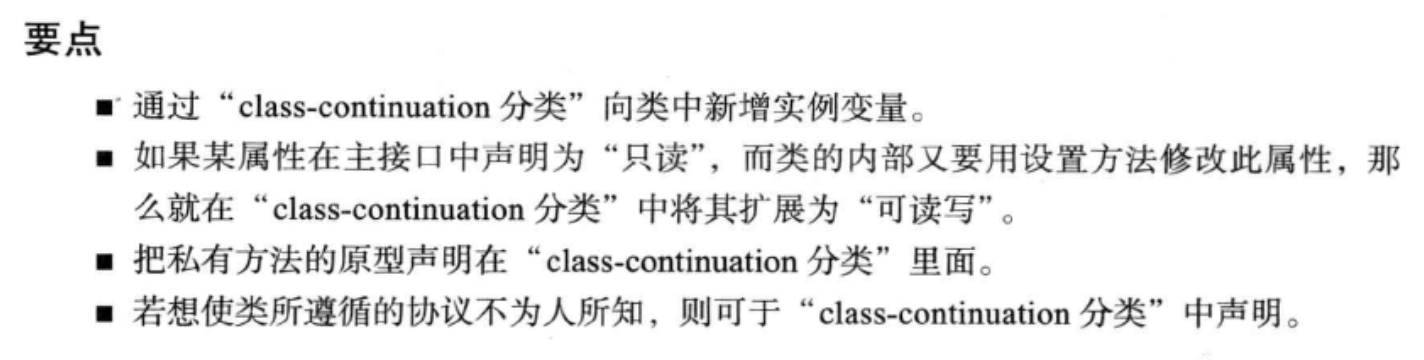 要点
■ 通过“class-continuation 分类”向类中新增实例变量。
■ 如果某属性在主接口中声明为“只读”，而类的内部又要用设置方法修改此属性，那
么就在“class-continuation 分类”中将其扩展为“可读写”。
■ 把私有方法的原型声明在“class-continuation 分类”里面。
■ 若想使类所遵循的协议不为人所知，则可于“class-continuation 分类”中声明。